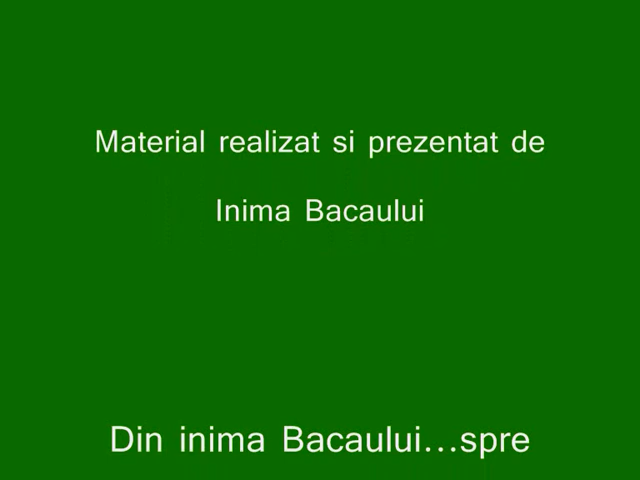 Material realizat si prezentat de
Inima Bacaului
Din inima Bacaului...spre